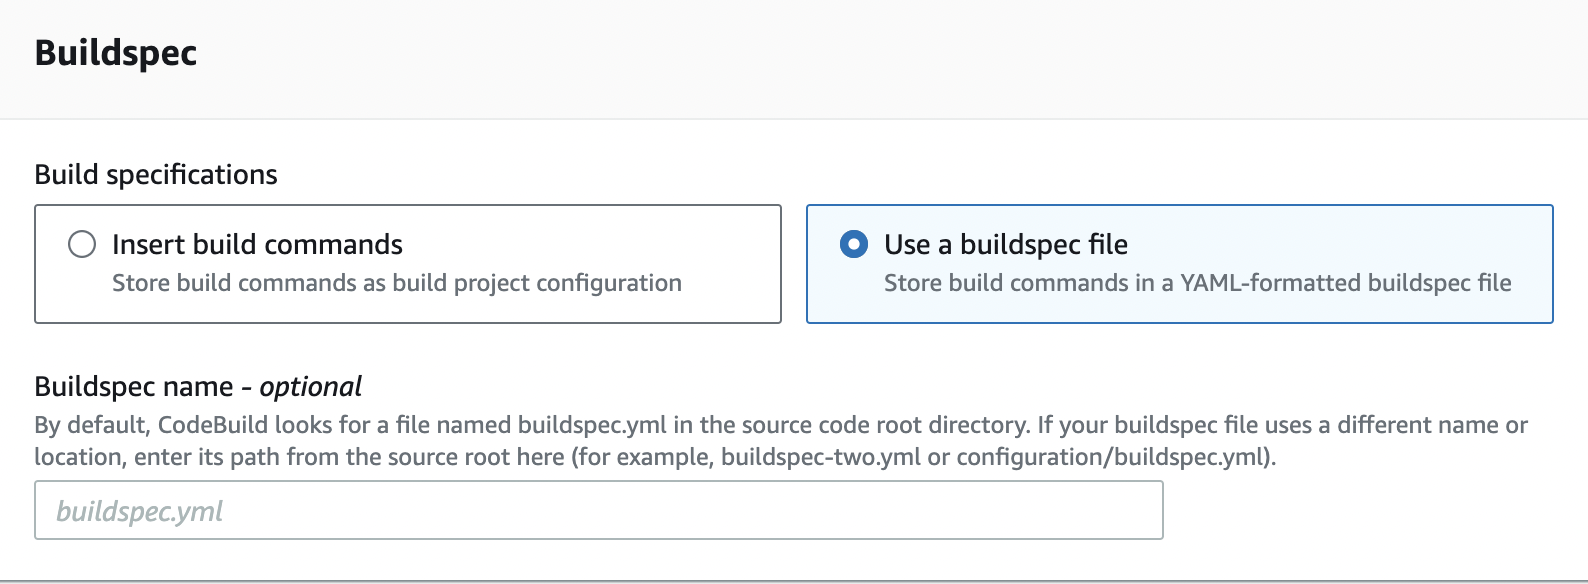 Buildspec
Build specifications
Insert build commands
Store build commands as build project configuration
Use a buildspec file
Store build commands in a YAML-formatted buildspec file
Buildspec name - optional
By default, CodeBuild looks for a file named buildspec.yml in the source code root directory. If your buildspec file uses a different name or
location, enter its path from the source root here (for example, buildspec-two.yml or configuration/buildspec.yml).
buildspec.yml